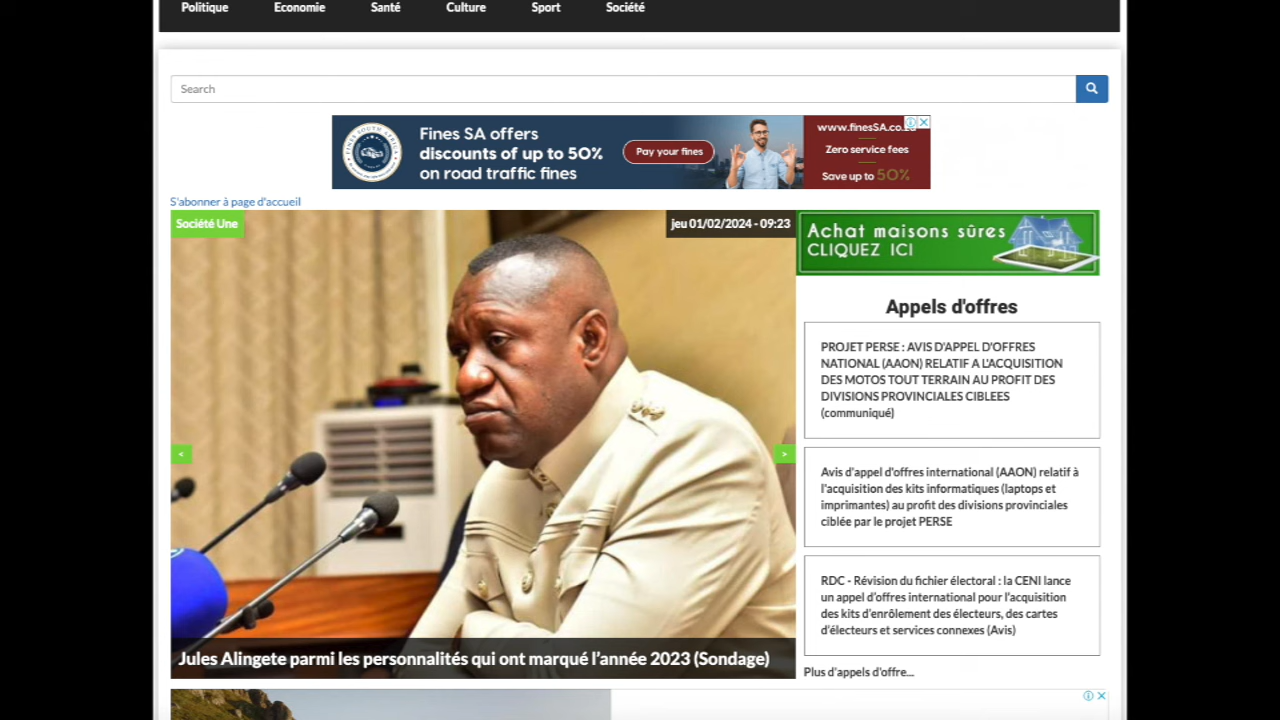 Politique Economie Santé Culture Sport Société
Search
Fines SA offers
discounts of up to 50%
on road traffic fines
Pay your fines
www.finesSA.co.
Zero service fees
Save up to 50%
S'abonner à page d'accueil
Société Une
jeu 01/02/2024 - 09:23
Achat maisons sûres
CLIQUEZ ICI
Appels d'offres
PROJET PERSE : AVIS D'APPEL D'OFFRES
NATIONAL (AAON) RELATIF A L'ACQUISITION
DES MOTOS TOUT TERRAIN AU PROFIT DES
DIVISIONS PROVINCIALES CIBLEES
(communiqué)
Avis d'appel d'offres international (AAON) relatif à
l'acquisition des kits informatiques (laptops et
imprimantes) au profit des divisions provinciales
ciblée par le projet PERSE
RDC - Révision du fichier électoral : la CENI lance
un appel d'offres international pour l'acquisition
des kits d'enrôlement des électeurs, des cartes
d'électeurs et services connexes (Avis)
Plus d'appels d'offre...
< >
Jules Alingete parmi les personnalités qui ont marqué l'année 2023 (Sondage)